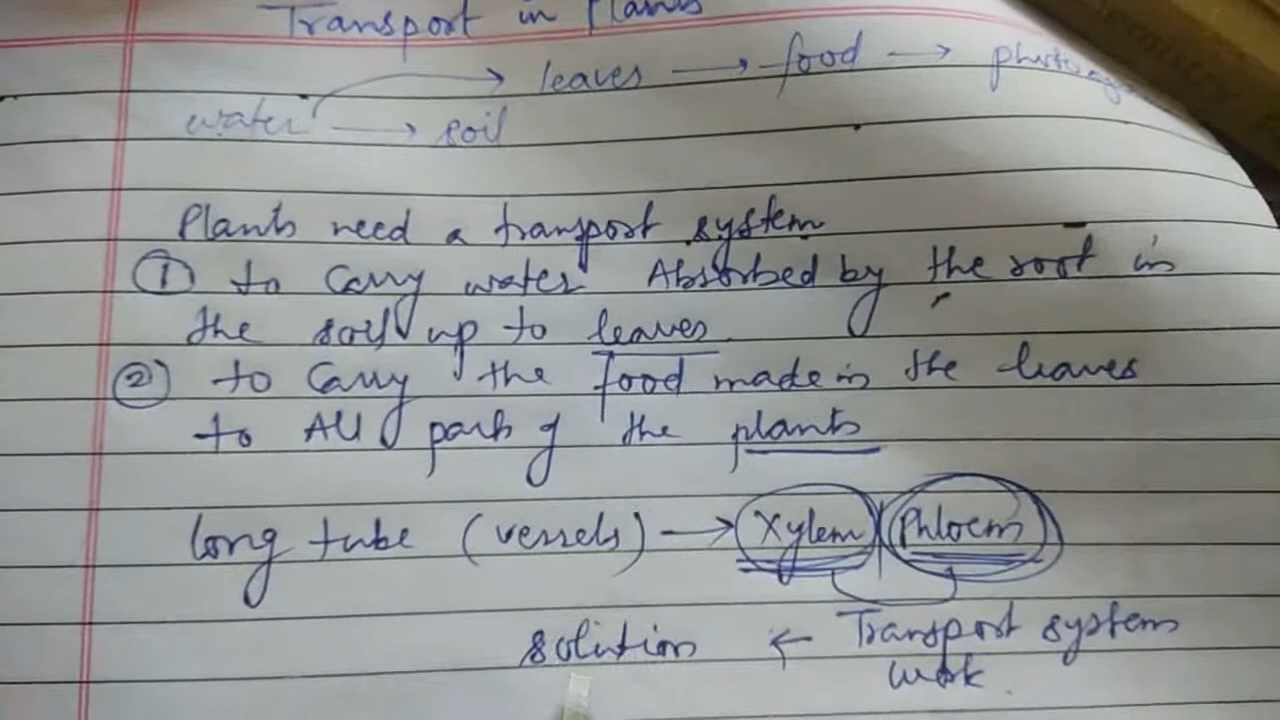 Transport in Plants
leaves → food →
water → soil
Plants need a transport system
① to carry water Absorbed by the root in
the soil up to leaves.
② to carry the food made in the leaves
to All parts of the plants
long tube (vessels) → Xylem | Phloem
solution ← Transport system
work.